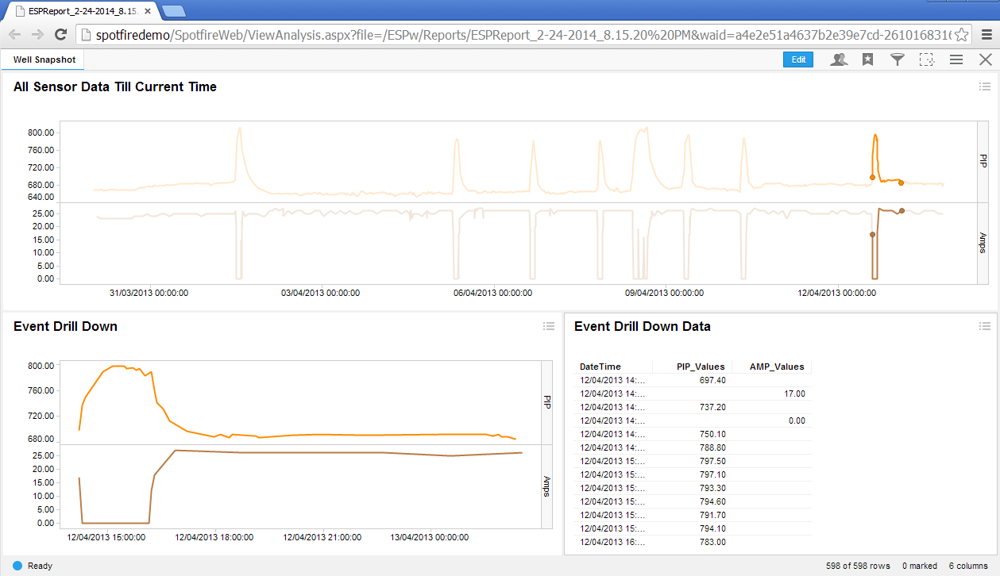 ESPReport_2-24-2014_8.15.
spotfiredemo/SpotfireWeb/ViewAnalysis.aspx?file=/ESPw/Reports/ESPReport_2-24-2014_8.15.20%20PM&waid=a4e2e51a4637b2e39e7cd-2610168316
Well Snapshot
Edit
All Sensor Data Till Current Time
800.00
760.00
720.00
680.00
640.00
PIP
25.00
20.00
15.00
10.00
5.00
0.00
Amps
31/03/2013 00:00:00 03/04/2013 00:00:00 06/04/2013 00:00:00 09/04/2013 00:00:00 12/04/2013 00:00:00
Event Drill Down
800.00
760.00
720.00
680.00
PIP
25.00
20.00
15.00
10.00
5.00
0.00
Amps
12/04/2013 15:00:00 12/04/2013 18:00:00 12/04/2013 21:00:00 13/04/2013 00:00:00
Event Drill Down Data
DateTime PIP_Values AMP_Values
12/04/2013 14:... 697.40
12/04/2013 14:... 17.00
12/04/2013 14:... 737.20
12/04/2013 14:... 0.00
12/04/2013 14:... 750.10
12/04/2013 14:... 788.80
12/04/2013 15:... 797.50
12/04/2013 15:... 797.10
12/04/2013 15:... 793.30
12/04/2013 15:... 794.60
12/04/2013 15:... 791.70
12/04/2013 15:... 794.10
12/04/2013 16:... 783.00
Ready
598 of 598 rows 0 marked 6 columns